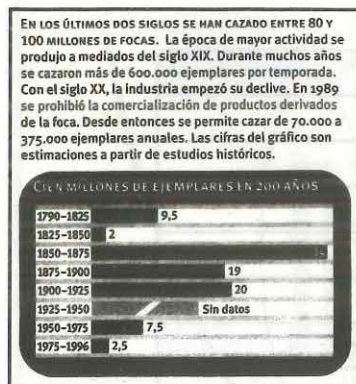 EN LOS ÚLTIMOS DOS SIGLOS SE HAN CAZADO ENTRE 80 Y
100 MILLONES DE FOCAS. La época de mayor actividad se
produjo a mediados del siglo XIX. Durante muchos años
se cazaron más de 600.000 ejemplares por temporada.
Con el siglo XX, la industria empezó su declive. En 1989
se prohibió la comercialización de productos derivados
de la foca. Desde entonces se permite cazar de 70.000 a
375.000 ejemplares anuales. Las cifras del gráfico son
estimaciones a partir de estudios históricos.
CIEN MILLONES DE EJEMPLARES EN 200 AÑOS
1790–1825 9,5
1825–1850 2
1850–1875
1875–1900 19
1900–1925 20
1925–1950 Sin datos
1950–1975 7,5
1975–1996 2,5